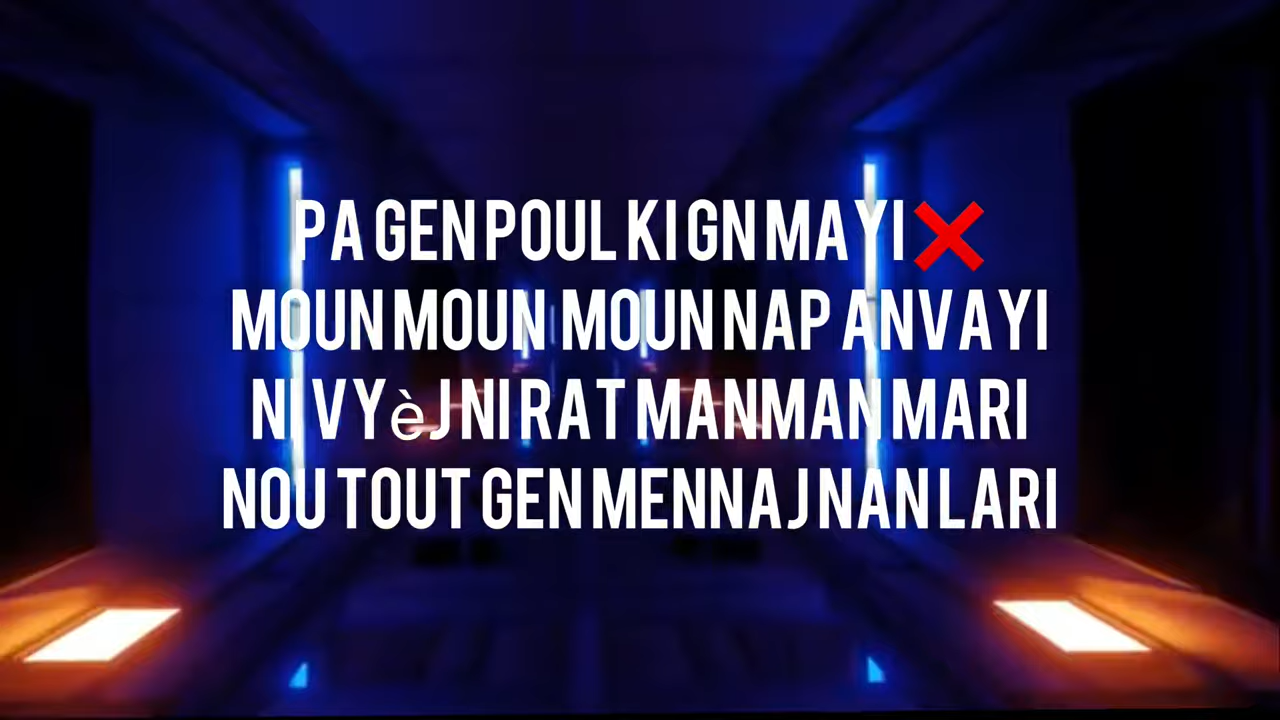 PA GEN POUL KI GN MAYI❌
MOUN MOUN MOUN NAP ANVAYI
NI VYèJ NI RAT MANMAN MARI
NOU TOUT GEN MENNAJ NAN LARI